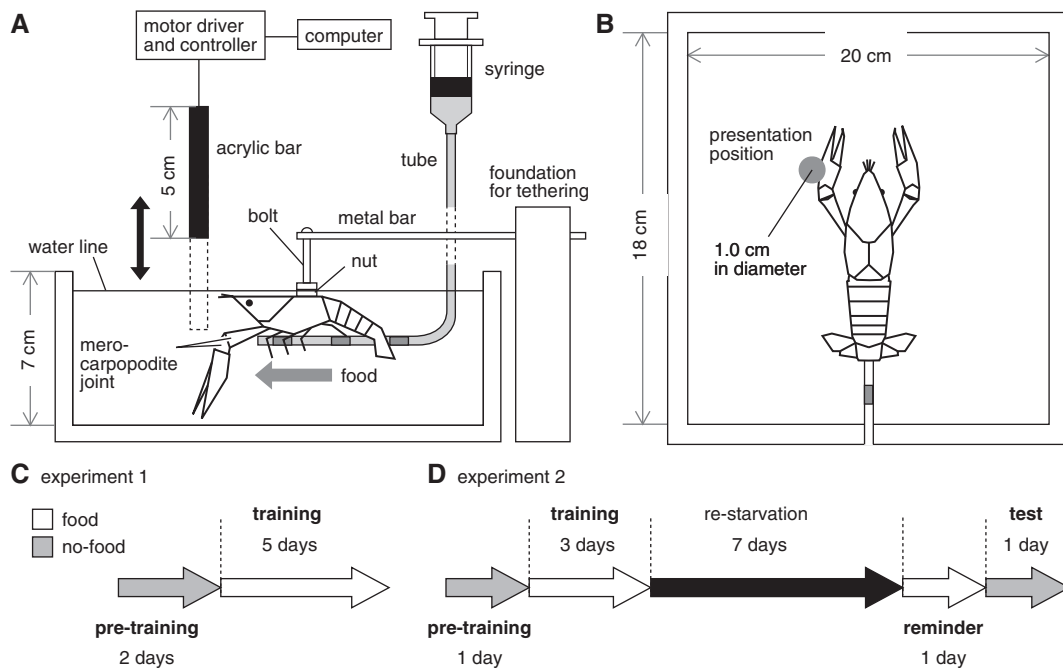 A
motor driver
and controller
computer
syringe
acrylic bar
5 cm
tube
foundation
for tethering
bolt
metal bar
water line
nut
7 cm
mero-
carpopodite
joint
food
B
20 cm
presentation
position
18 cm
1.0 cm
in diameter
C experiment 1
food
no-food
training
5 days
pre-training
2 days
D experiment 2
training
3 days
re-starvation
7 days
test
1 day
pre-training
1 day
reminder
1 day